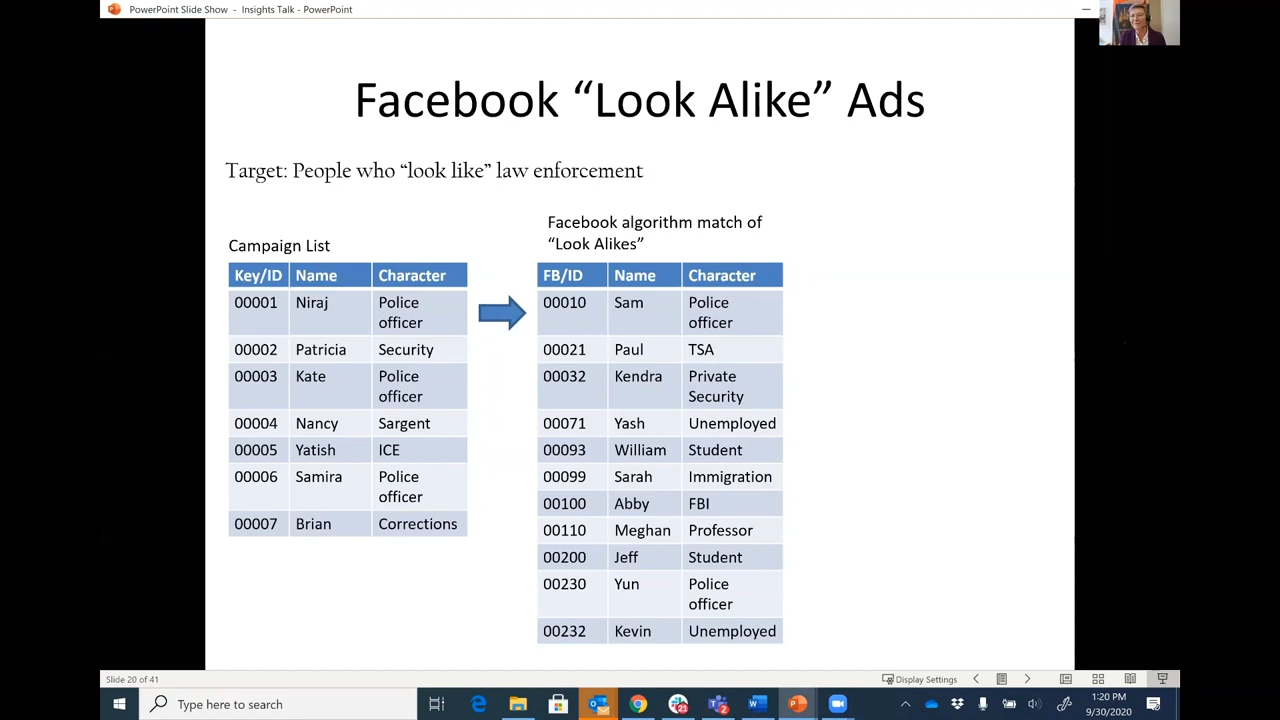 PowerPoint Slide Show - Insights Talk - PowerPoint
Facebook “Look Alike” Ads
Target: People who “look like” law enforcement
Campaign List
Key/ID Name Character
00001 Niraj Police
officer
00002 Patricia Security
00003 Kate Police
officer
00004 Nancy Sargent
00005 Yatish ICE
00006 Samira Police
officer
00007 Brian Corrections
Facebook algorithm match of
“Look Alikes”
FB/ID Name Character
00010 Sam Police
officer
00021 Paul TSA
00032 Kendra Private
Security
00071 Yash Unemployed
00093 William Student
00099 Sarah Immigration
00100 Abby FBI
00110 Meghan Professor
00200 Jeff Student
00230 Yun Police
officer
00232 Kevin Unemployed
Slide 20 of 41
Display Settings
Type here to search
1:20 PM
9/30/2020